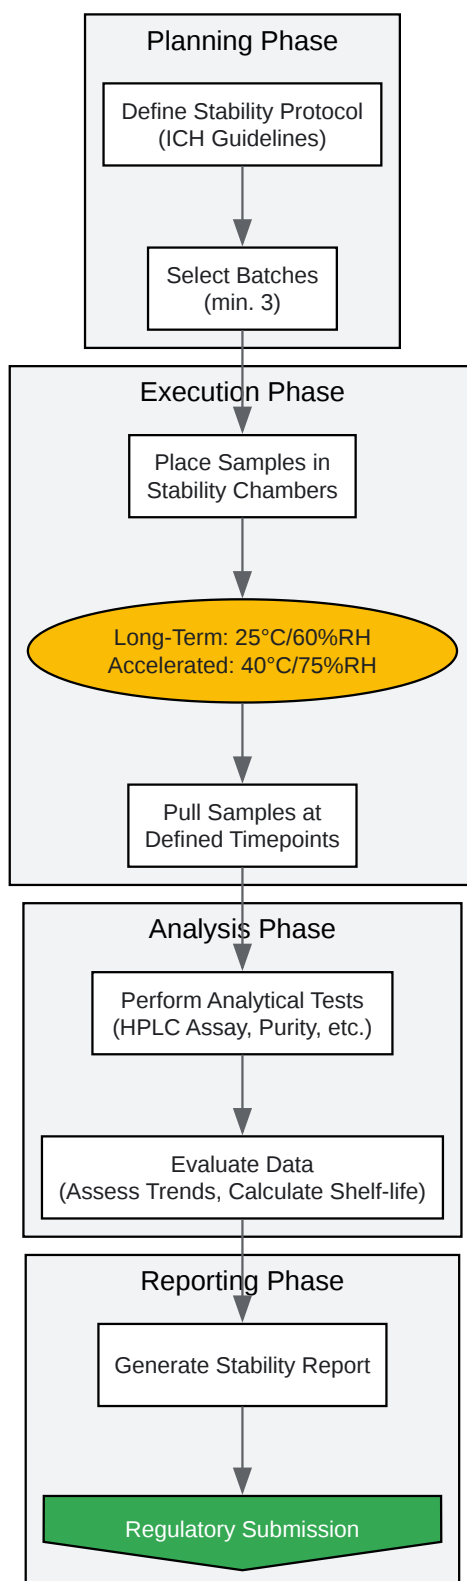 Planning Phase
Define Stability Protocol
(ICH Guidelines)
Select Batches
(min. 3)
Execution Phase
Place Samples in
Stability Chambers
Long-Term: 25°C/60%RH
Accelerated: 40°C/75%RH
Pull Samples at
Defined Timepoints
Analysis Phase
Perform Analytical Tests
(HPLC Assay, Purity, etc.)
Evaluate Data
(Assess Trends, Calculate Shelf-life)
Reporting Phase
Generate Stability Report
Regulatory Submission